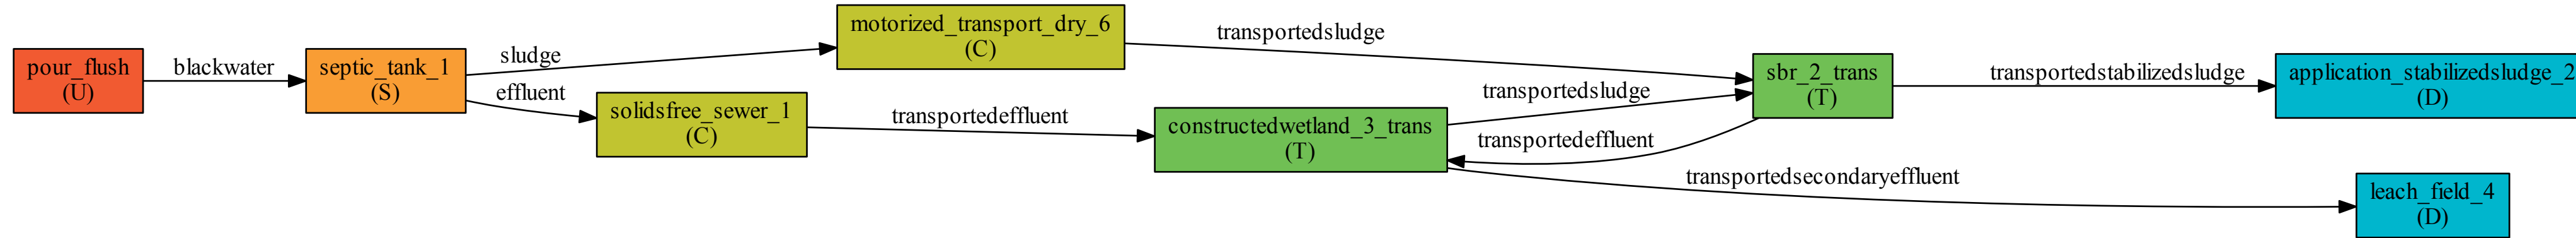 pour_flush
(U)
blackwater
septic_tank_1
(S)
sludge
effluent
motorized_transport_dry_6
(C)
solidsfree_sewer_1
(C)
transportedsludge
transportedeffluent
constructedwetland_3_trans
(T)
transportedsludge
transportedeffluent
sbr_2_trans
(T)
transportedstabilizedsludge
transportedsecondaryeffluent
application_stabilizedsludge_2
(D)
leach_field_4
(D)